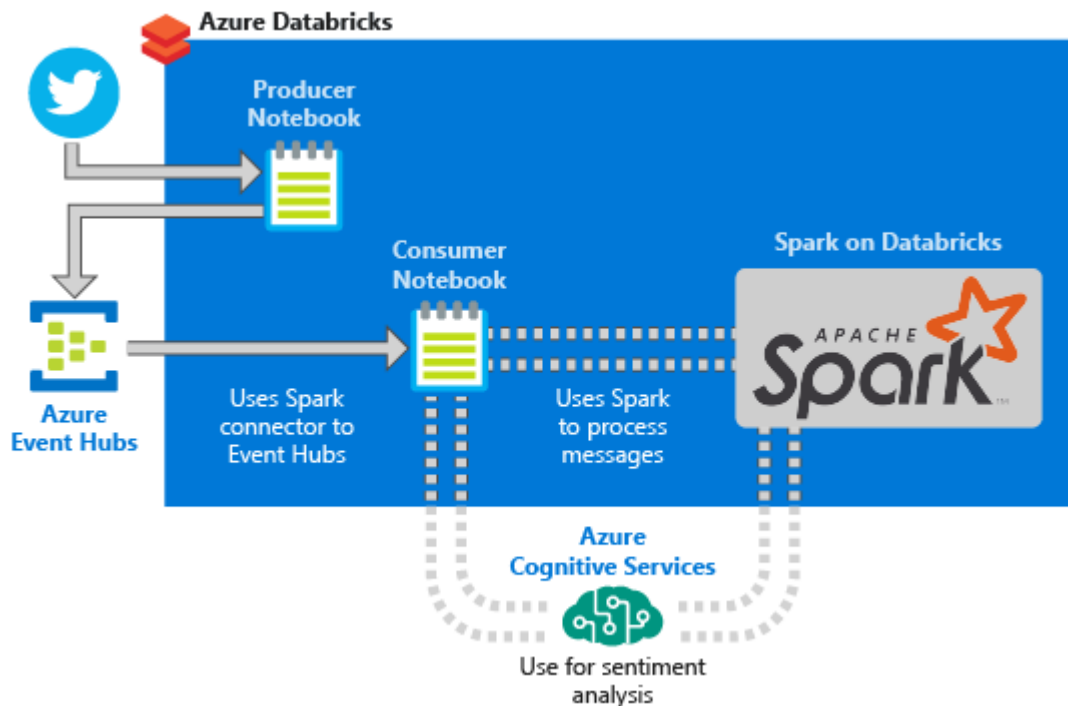 Azure Databricks
Producer
Notebook
Consumer
Notebook
Spark on Databricks
APACHE
Spark
TM
Azure
Event Hubs
Uses Spark
connector to
Event Hubs
Uses Spark
to process
messages
Azure
Cognitive Services
Use for sentiment
analysis